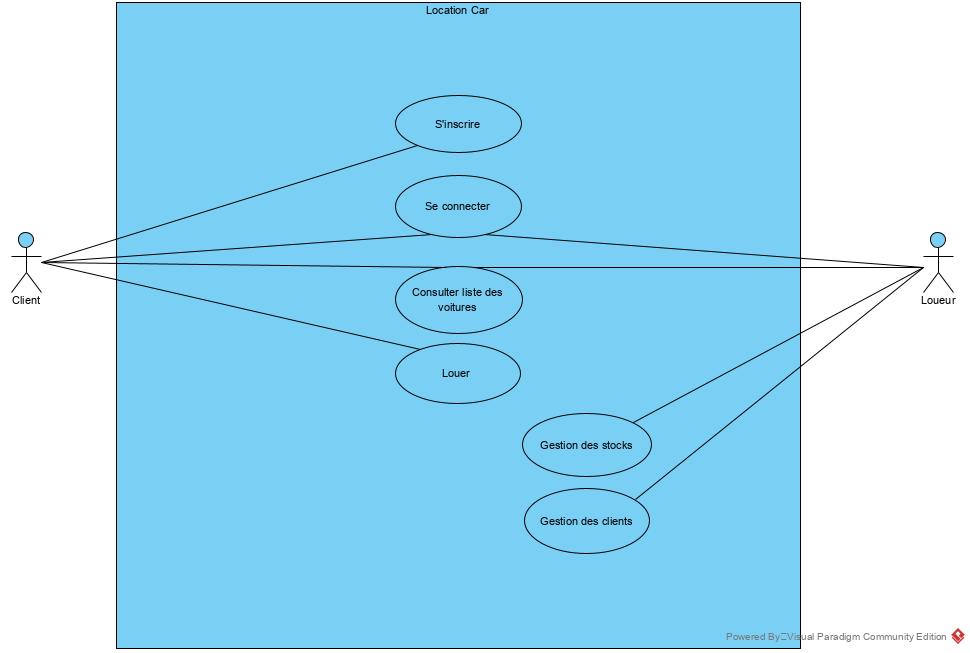 Location Car
S'inscrire
Se connecter
Client
Loueur
Consulter liste des
voitures
Louer
Gestion des stocks
Gestion des clients
Powered By Visual Paradigm Community Edition